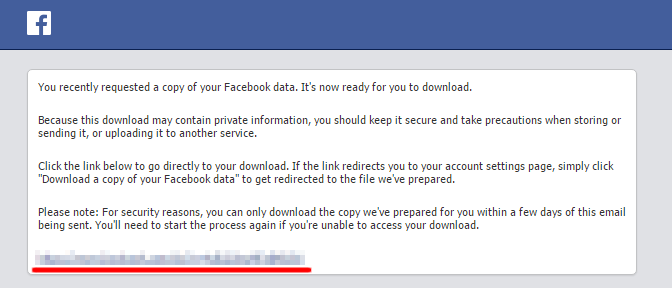 f
You recently requested a copy of your Facebook data. It's now ready for you to download.
Because this download may contain private information, you should keep it secure and take precautions when storing or
sending it, or uploading it to another service.
Click the link below to go directly to your download. If the link redirects you to your account settings page, simply click
"Download a copy of your Facebook data" to get redirected to the file we've prepared.
Please note: For security reasons, you can only download the copy we've prepared for you within a few days of this email
being sent. You'll need to start the process again if you're unable to access your download.